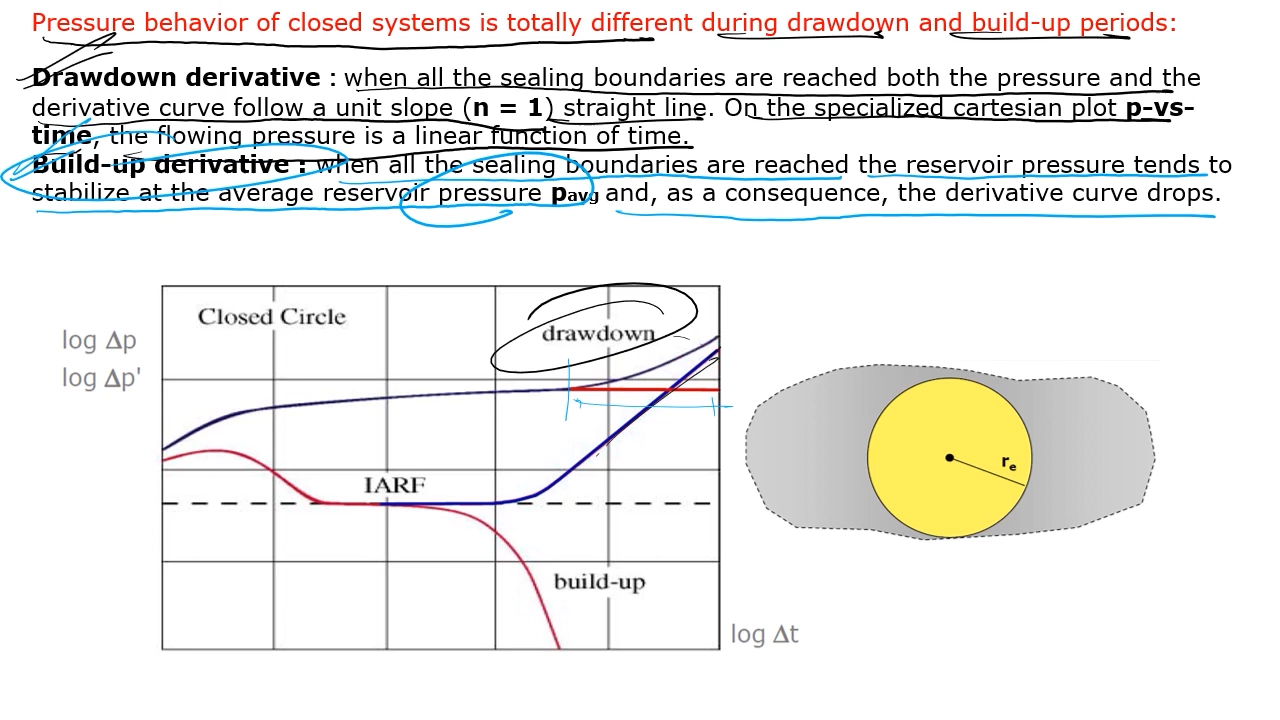 Pressure behavior of closed systems is totally different during drawdown and build-up periods:
Drawdown derivative : when all the sealing boundaries are reached both the pressure and the
derivative curve follow a unit slope (n = 1) straight line. On the specialized cartesian plot p-vs-
time, the flowing pressure is a linear function of time.
Build-up derivative : when all the sealing boundaries are reached the reservoir pressure tends to
stabilize at the average reservoir pressure pavg and, as a consequence, the derivative curve drops.
Closed Circle
drawdown
log Δp
log Δp'
IARF
re
build-up
log Δt